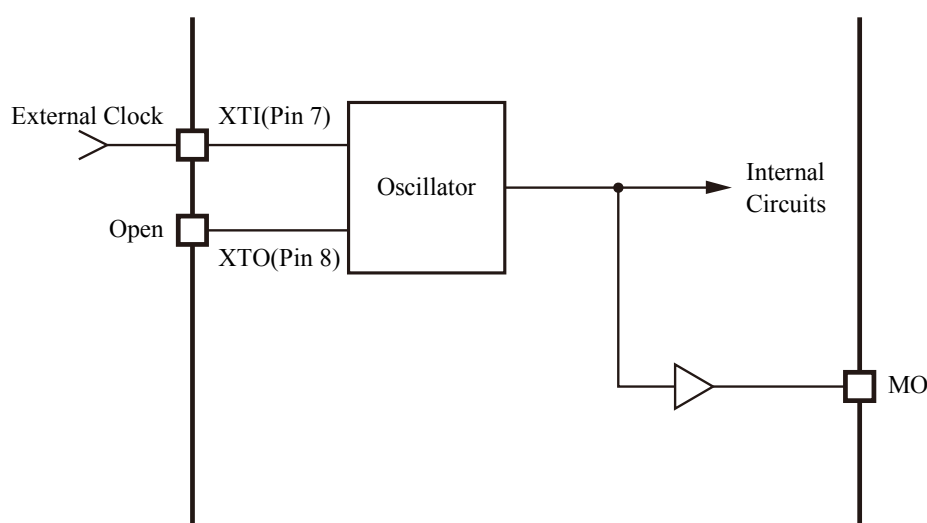 External Clock
XTI(Pin 7)
Oscillator
Internal
Circuits
Open
XTO(Pin 8)
MO